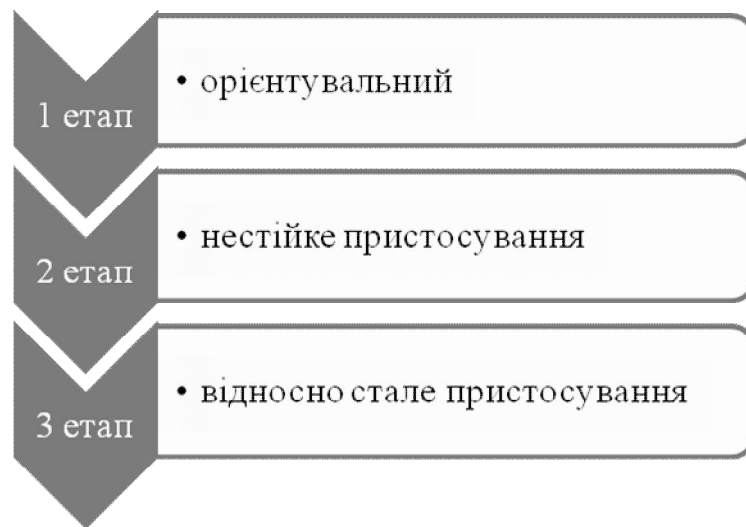 1 етап
• орієнтувальний
2 етап
• нестійке пристосування
3 етап
• відносно стале пристосування